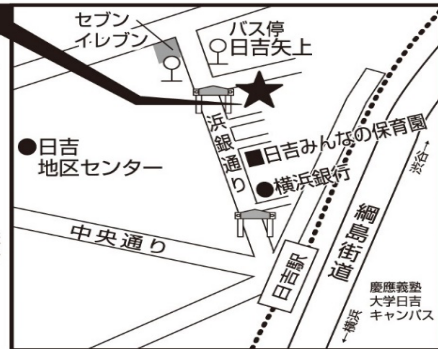 セブン
イレブン
バス停
日吉矢上
日吉
地区センター
浜銀通り
日吉みんなの保育園
横浜銀行
中央通り
日吉駅
綱島街道
渋谷→
←横浜
慶應義塾
大学日吉
キャンバス